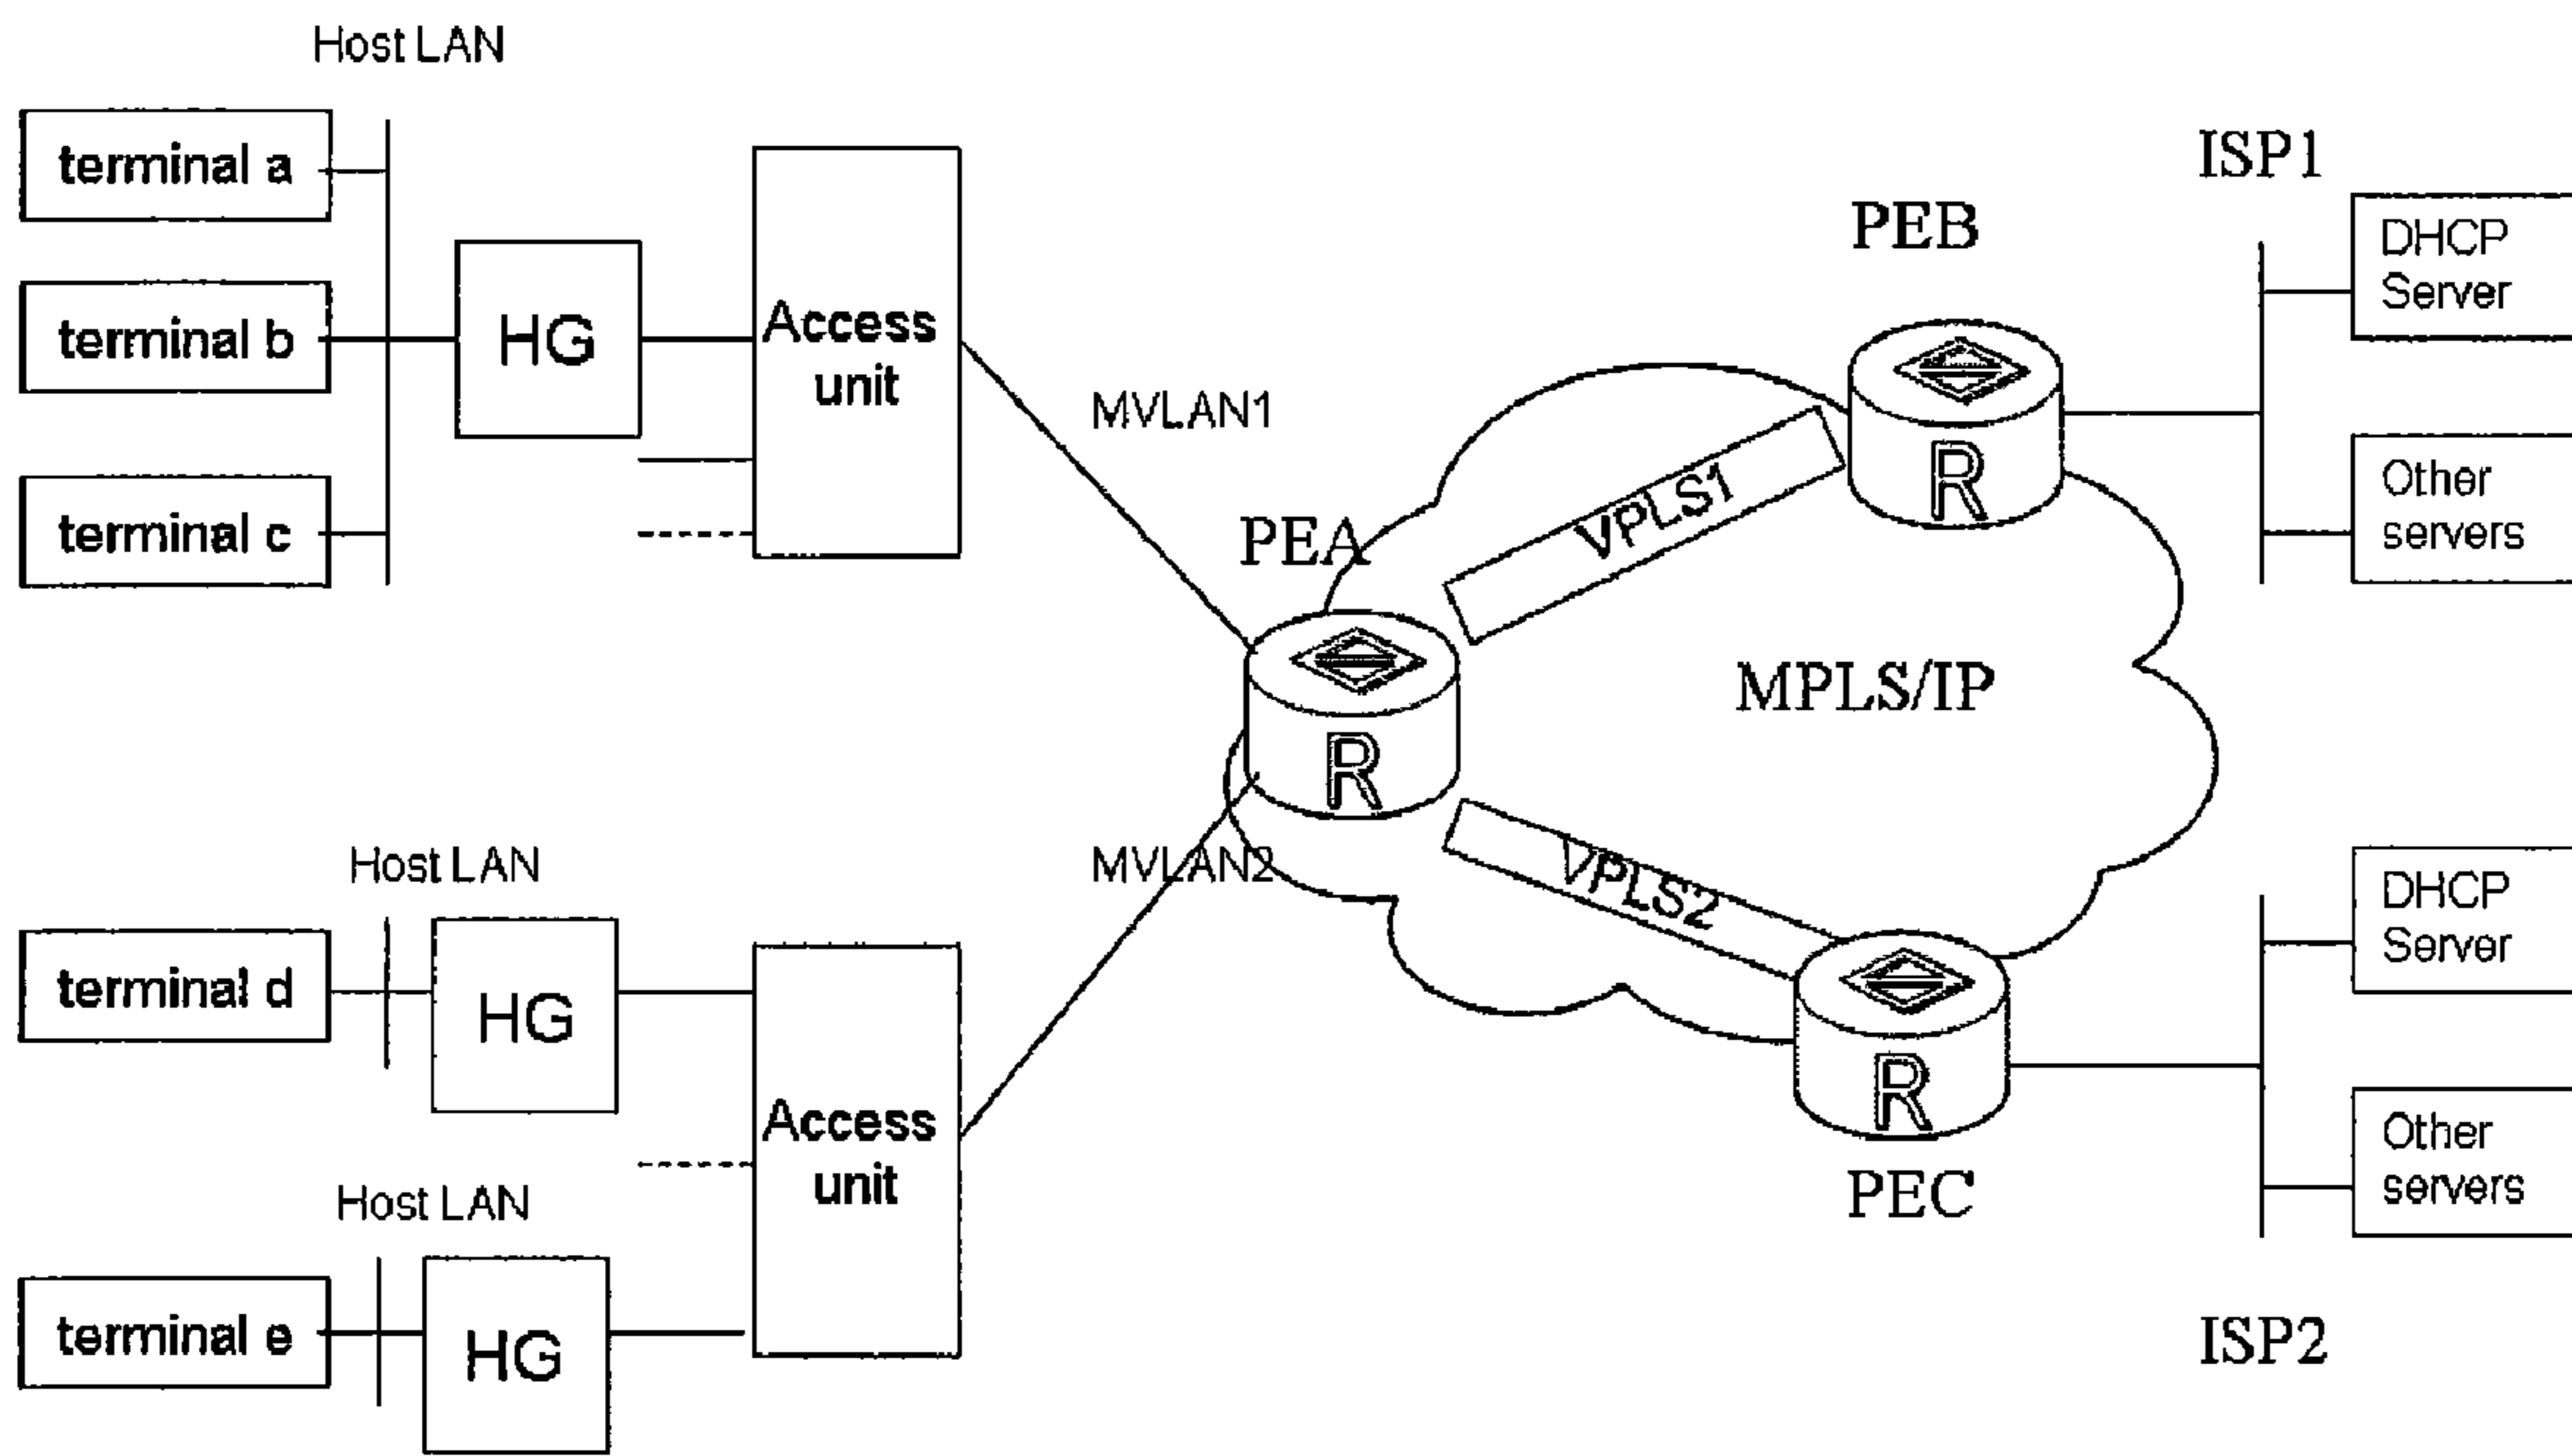 Host LAN
terminal a
terminal b
terminal c
HG
Access
unit
MVLAN1
PEA
R
VPLS1
MPLS/IP
PEB
R
ISP1
DHCP
Server
Other
servers
Host LAN
terminal d
HG
Host LAN
terminal e
HG
Access
unit
MVLAN2
VPLS2
R
PEC
DHCP
Server
Other
servers
ISP2